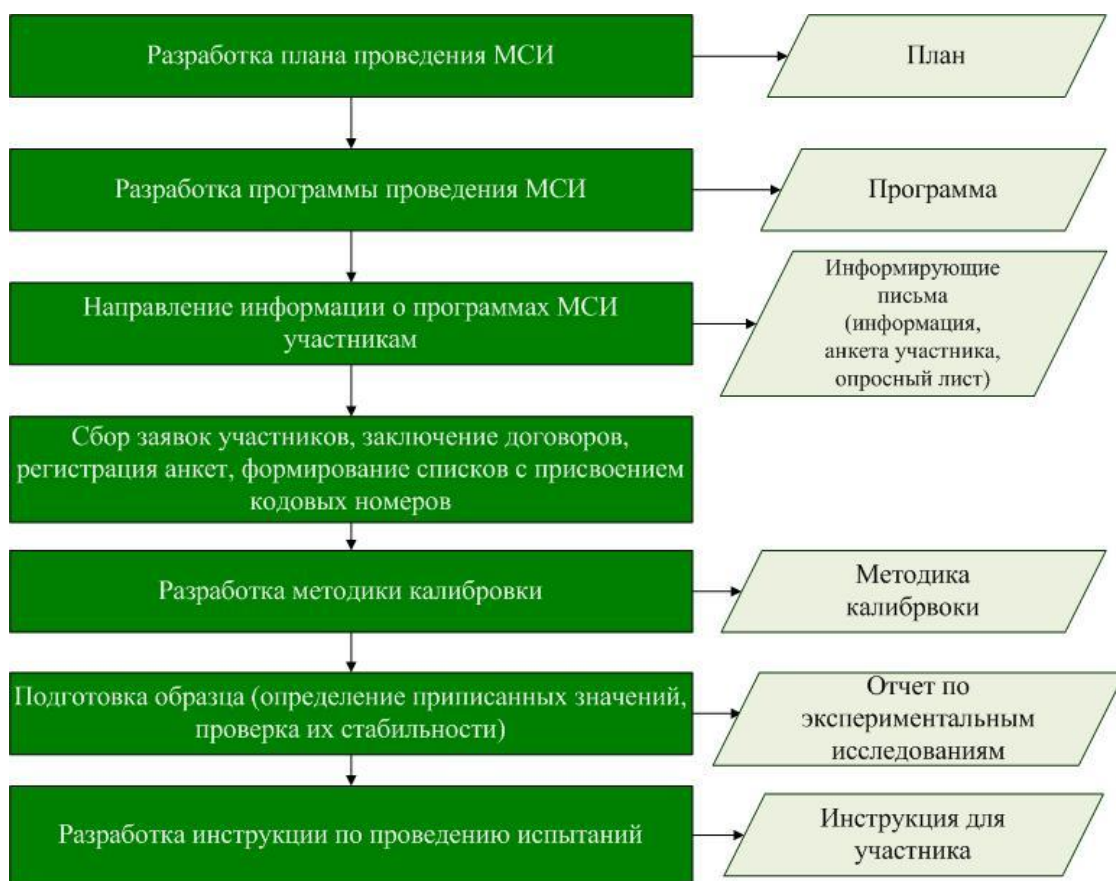 Разработка плана проведения МСИ
План
Разработка программы проведения МСИ
Программа
Направление информации о программах МСИ
участникам
Информирующие
письма
(информация,
анкета участника,
опросный лист)
Сбор заявок участников, заключение договоров,
регистрация анкет, формирование списков с присвоением
кодовых номеров
Разработка методики калибровки
Методика
калибрвоки
Подготовка образца (определение приписанных значений,
проверка их стабильности)
Отчет по
экспериментальным
исследованиям
Разработка инструкции по проведению испытаний
Инструкция для
участника